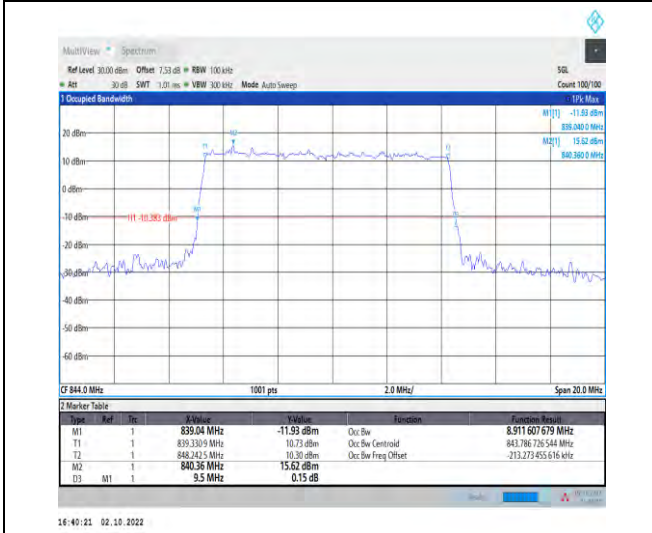 MultiView Spectrum
Ref Level 30.00 dBm Offset 7.53 dB RBW 100 kHz SGL
Att 30 dB SWT 1.01 ms VBW 300 kHz Mode Auto Sweep Count 100/100
1 Occupied Bandwidth 1Pk Max
M1[1] -11.93 dBm
839.040 0 MHz
M2[1] 15.62 dBm
840.360 0 MHz
20 dBm
M2
T1 T2
10 dBm
0 dBm
M1
-10 dBm H1 -10.383 dBm
-20 dBm
-30 dBm
-40 dBm
-50 dBm
-60 dBm
CF 844.0 MHz 1001 pts 2.0 MHz/ Span 20.0 MHz
2 Marker Table
Type Ref Trc X-Value Y-Value Function Function Result
M1 1 839.04 MHz -11.93 dBm Occ Bw 8.911 607 679 MHz
T1 1 839.330 9 MHz 10.73 dBm Occ Bw Centroid 843.786 726 544 MHz
T2 1 848.242 5 MHz 10.30 dBm Occ Bw Freq Offset -213.273 455 616 kHz
M2 1 840.36 MHz 15.62 dBm
D3 M1 1 9.5 MHz 0.15 dB
16:40:21 02.10.2022